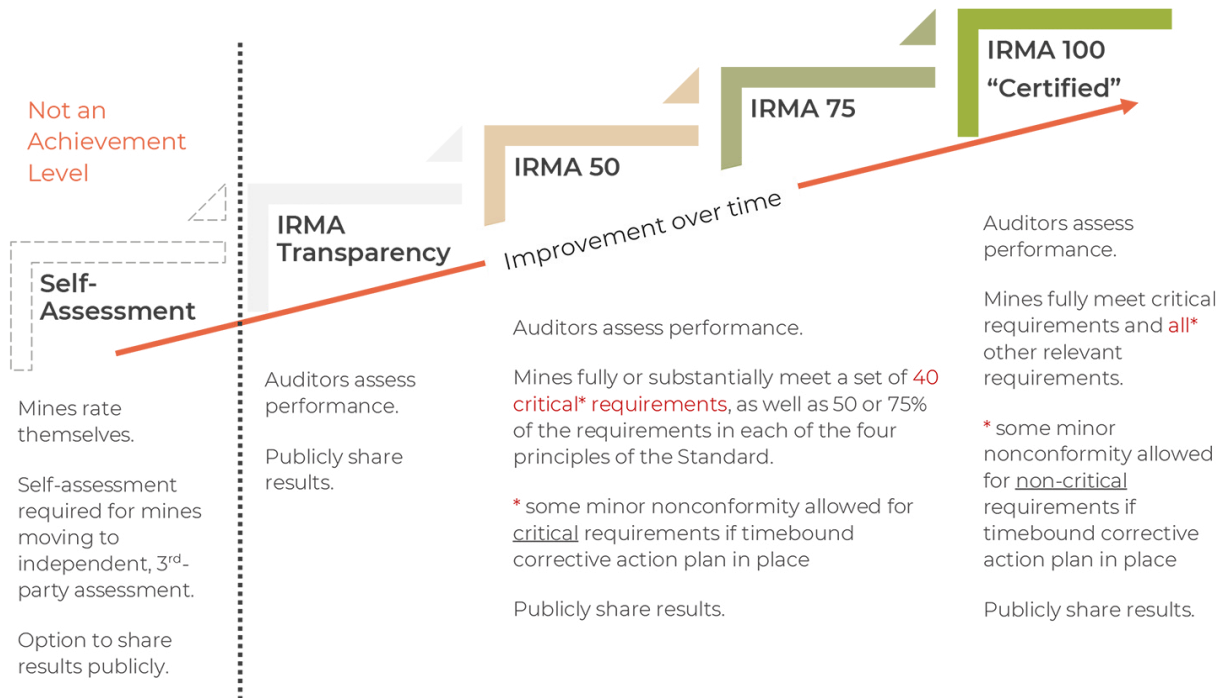 Not an
Achievement
Level
Self-
Assessment
Mines rate
themselves.
Self-assessment
required for mines
moving to
independent, 3rd-
party assessment.
Option to share
results publicly.
IRMA
Transparency
Auditors assess
performance.
Publicly share
results.
IRMA 50
IRMA 75
Improvement over time
Auditors assess performance.
Mines fully or substantially meet a set of 40
critical* requirements, as well as 50 or 75%
of the requirements in each of the four
principles of the Standard.
* some minor nonconformity allowed for
critical requirements if timebound
corrective action plan in place
Publicly share results.
IRMA 100
“Certified”
Auditors assess
performance.
Mines fully meet critical
requirements and all*
other relevant
requirements.
* some minor
nonconformity allowed
for non-critical
requirements if
timebound corrective
action plan in place
Publicly share results.